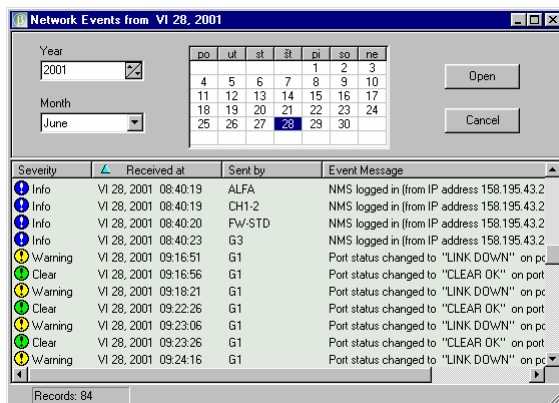 Network Events from VI 28, 2001
Year
2001
Month
June
po ut st št pi so ne
1 2 3
4 5 6 7 8 9 10
11 12 13 14 15 16 17
18 19 20 21 22 23 24
25 26 27 28 29 30
Open
Cancel
Severity Received at Sent by Event Message
Info VI 28, 2001 08:40:19 ALFA NMS logged in (from IP address 158.195.43.2
Info VI 28, 2001 08:40:19 CH1-2 NMS logged in (from IP address 158.195.43.2
Info VI 28, 2001 08:40:20 FW-STD NMS logged in (from IP address 158.195.43.2
Info VI 28, 2001 08:40:23 G3 NMS logged in (from IP address 158.195.43.2
Warning VI 28, 2001 09:16:51 G1 Port status changed to "LINK DOWN" on po
Clear VI 28, 2001 09:16:56 G1 Port status changed to "CLEAR OK" on port
Warning VI 28, 2001 09:18:21 G1 Port status changed to "LINK DOWN" on po
Clear VI 28, 2001 09:22:26 G1 Port status changed to "CLEAR OK" on port
Warning VI 28, 2001 09:23:06 G1 Port status changed to "LINK DOWN" on po
Clear VI 28, 2001 09:23:26 G1 Port status changed to "CLEAR OK" on port
Warning VI 28, 2001 09:24:16 G1 Port status changed to "LINK DOWN" on po
Records: 84